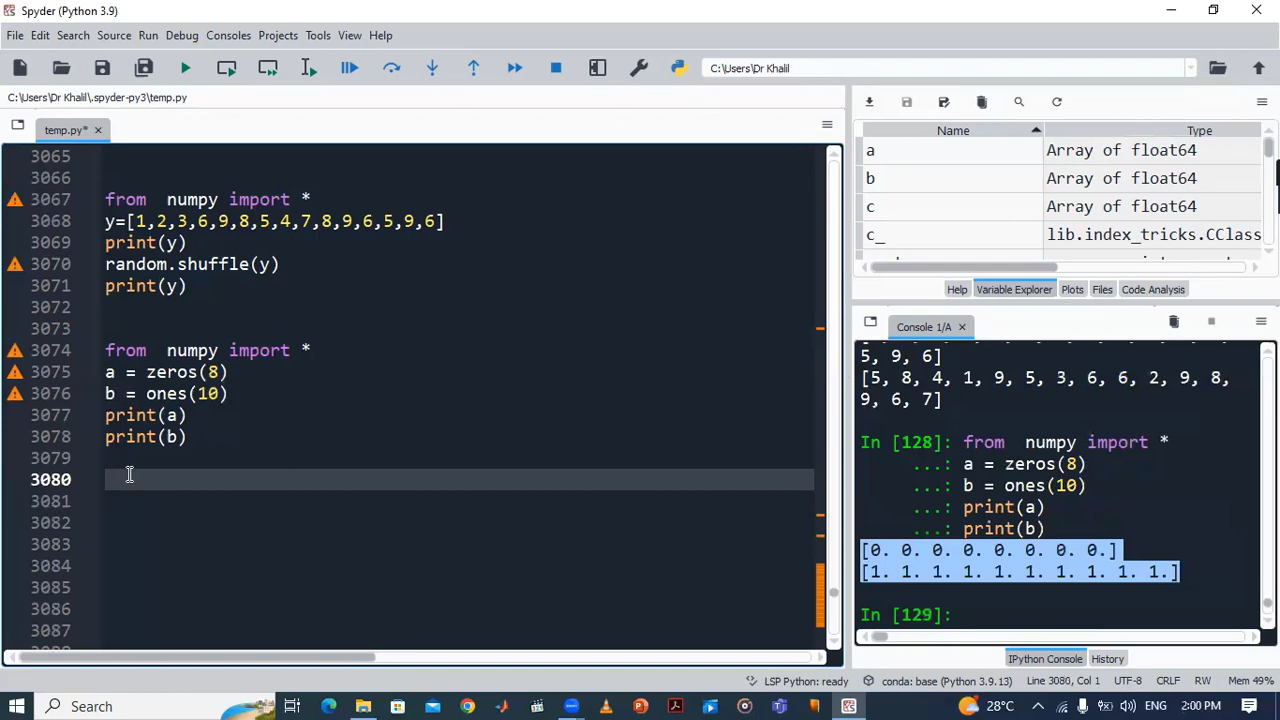 Spyder (Python 3.9)
File Edit Search Source Run Debug Consoles Projects Tools View Help
C:\Users\Dr Khalil
C:\Users\Dr Khalil\.spyder-py3\temp.py
temp.py*
3065
3066
3067 from  numpy import *
3068 y=[1,2,3,6,9,8,5,4,7,8,9,6,5,9,6]
3069 print(y)
3070 random.shuffle(y)
3071 print(y)
3072
3073
3074 from  numpy import *
3075 a = zeros(8)
3076 b = ones(10)
3077 print(a)
3078 print(b)
3079
3080
3081
3082
3083
3084
3085
3086
3087
Name Type
a Array of float64
b Array of float64
c Array of float64
c_ lib.index_tricks.CClass
Help Variable Explorer Plots Files Code Analysis
Console 1/A
5, 9, 6]
[5, 8, 4, 1, 9, 5, 3, 6, 6, 2, 9, 8,
9, 6, 7]
In [128]: from  numpy import *
...: a = zeros(8)
...: b = ones(10)
...: print(a)
...: print(b)
[0. 0. 0. 0. 0. 0. 0. 0.]
[1. 1. 1. 1. 1. 1. 1. 1. 1. 1.]
In [129]:
IPython Console History
LSP Python: ready conda: base (Python 3.9.13) Line 3080, Col 1 UTF-8 CRLF RW Mem 49%
Search 28°C ENG 2:00 PM